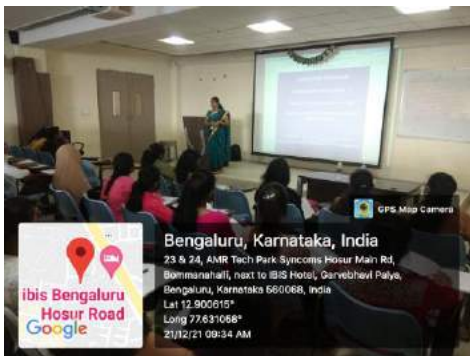 GPS Map Camera
Bengaluru, Karnataka, India
23 & 24, AMR Tech Park Syncoms Hosur Main Rd,
Bommanahalli, next to IBIS Hotel, Garvebhavi Palya,
Bengaluru, Karnataka 560068, India
Lat 12.900615°
Long 77.631068°
21/12/21 09:34 AM
ibis Bengaluru
Hosur Road
Google